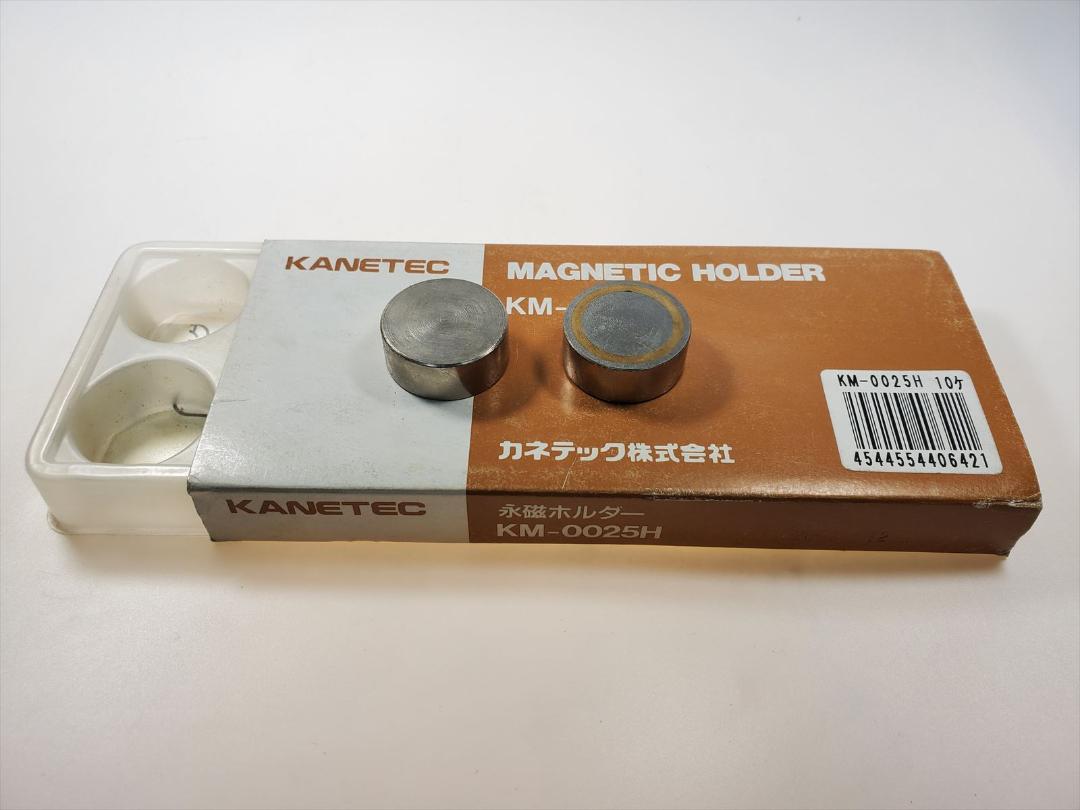 KANETEC
MAGNETIC HOLDER
KM-
カネテック株式会社
KM-0025H 10ケ
4544554406421
KANETEC
永磁ホルダー
KM-0025H